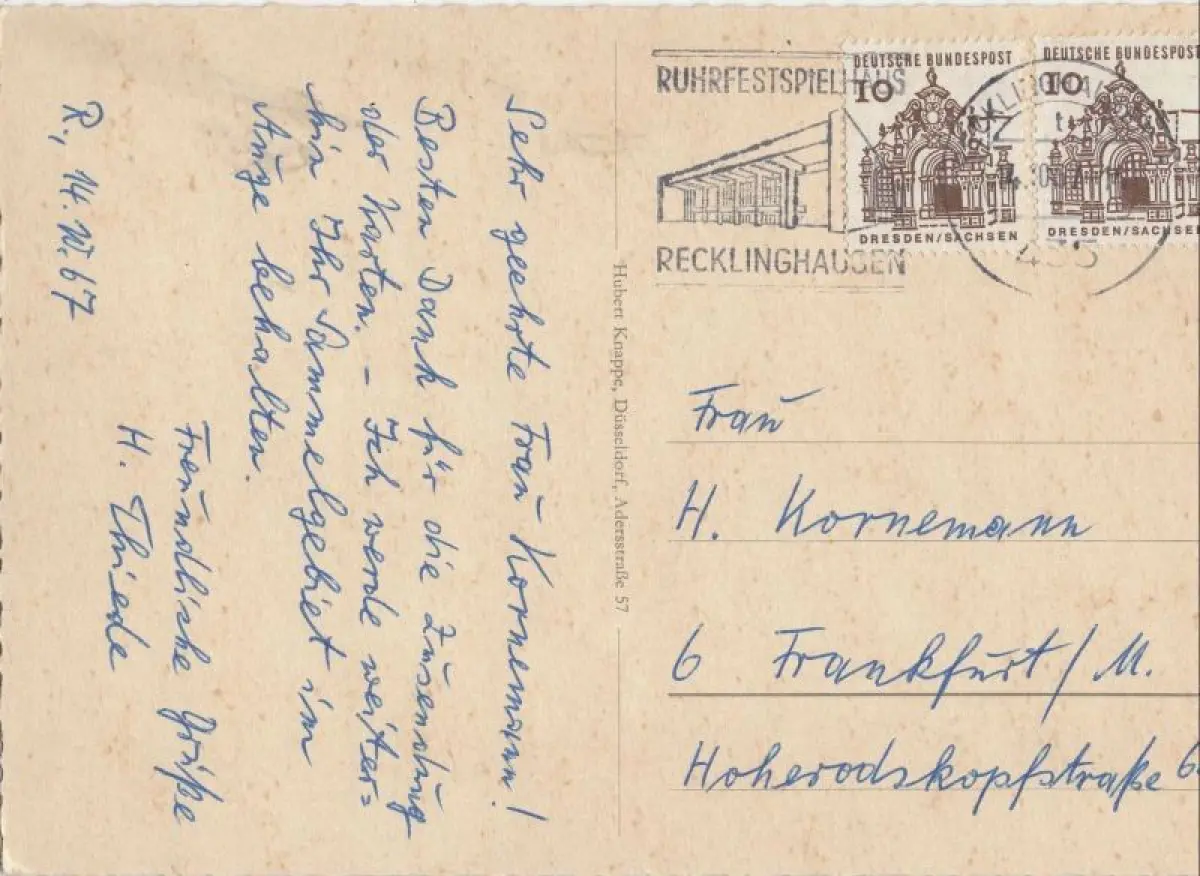 R., 14. IV. 67
Sehr geehrte Frau Kornemann!
Besten Dank für die Zusendung
der Karten. – Ich werde weiter=
hin Ihr Sammelgebiet im
Auge behalten.
Freundliche Grüße
H. Thiede
Hubert Knappe, Düsseldorf, Adersstraße 57
RUHRFESTSPIELHAUS
RECKLINGHAUSEN
DEUTSCHE BUNDESPOST
10
DRESDEN/SACHSEN
DEUTSCHE BUNDESPOST
10
DRESDEN/SACHSEN
435
Frau
H. Kornemann
6 Frankfurt/M.
Hoherodskopfstraße